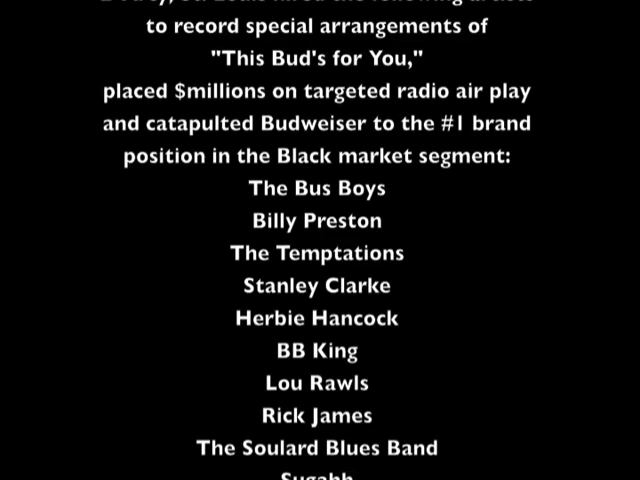 to record special arrangements of
"This Bud's for You,"
placed $millions on targeted radio air play
and catapulted Budweiser to the #1 brand
position in the Black market segment:
The Bus Boys
Billy Preston
The Temptations
Stanley Clarke
Herbie Hancock
BB King
Lou Rawls
Rick James
The Soulard Blues Band